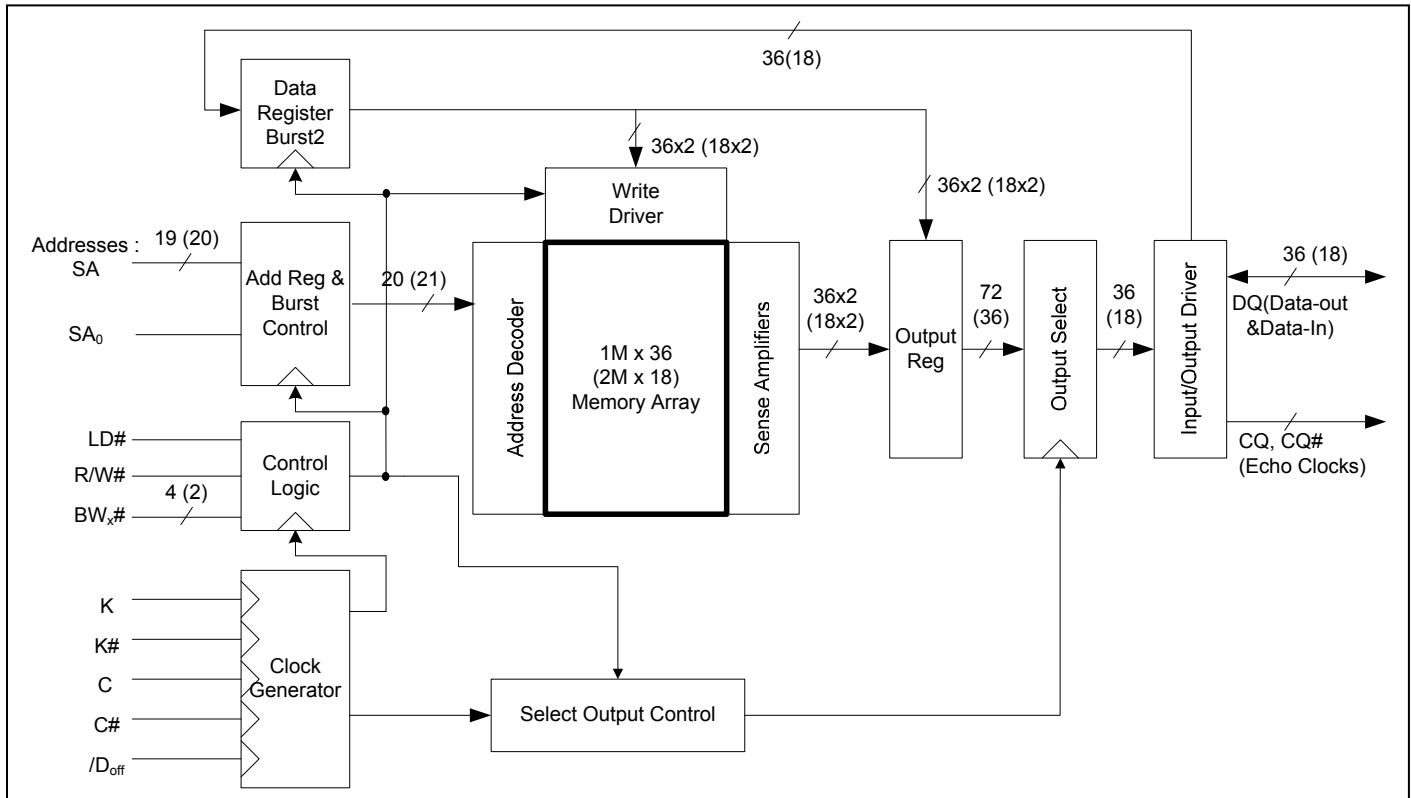 36(18)
Data
Register
Burst2
36x2 (18x2)
36x2 (18x2)
Write
Driver
Addresses :
SA
19 (20)
SA₀
Add Reg &
Burst
Control
20 (21)
Address Decoder
1M x 36
(2M x 18)
Memory Array
Sense Amplifiers
36x2
(18x2)
Output
Reg
72
(36)
Output Select
36
(18)
Input/Output Driver
36 (18)
DQ(Data-out
&Data-In)
CQ, CQ#
(Echo Clocks)
LD#
R/W#
BWₓ#
4 (2)
Control
Logic
K
K#
C
C#
/Doff
Clock
Generator
Select Output Control